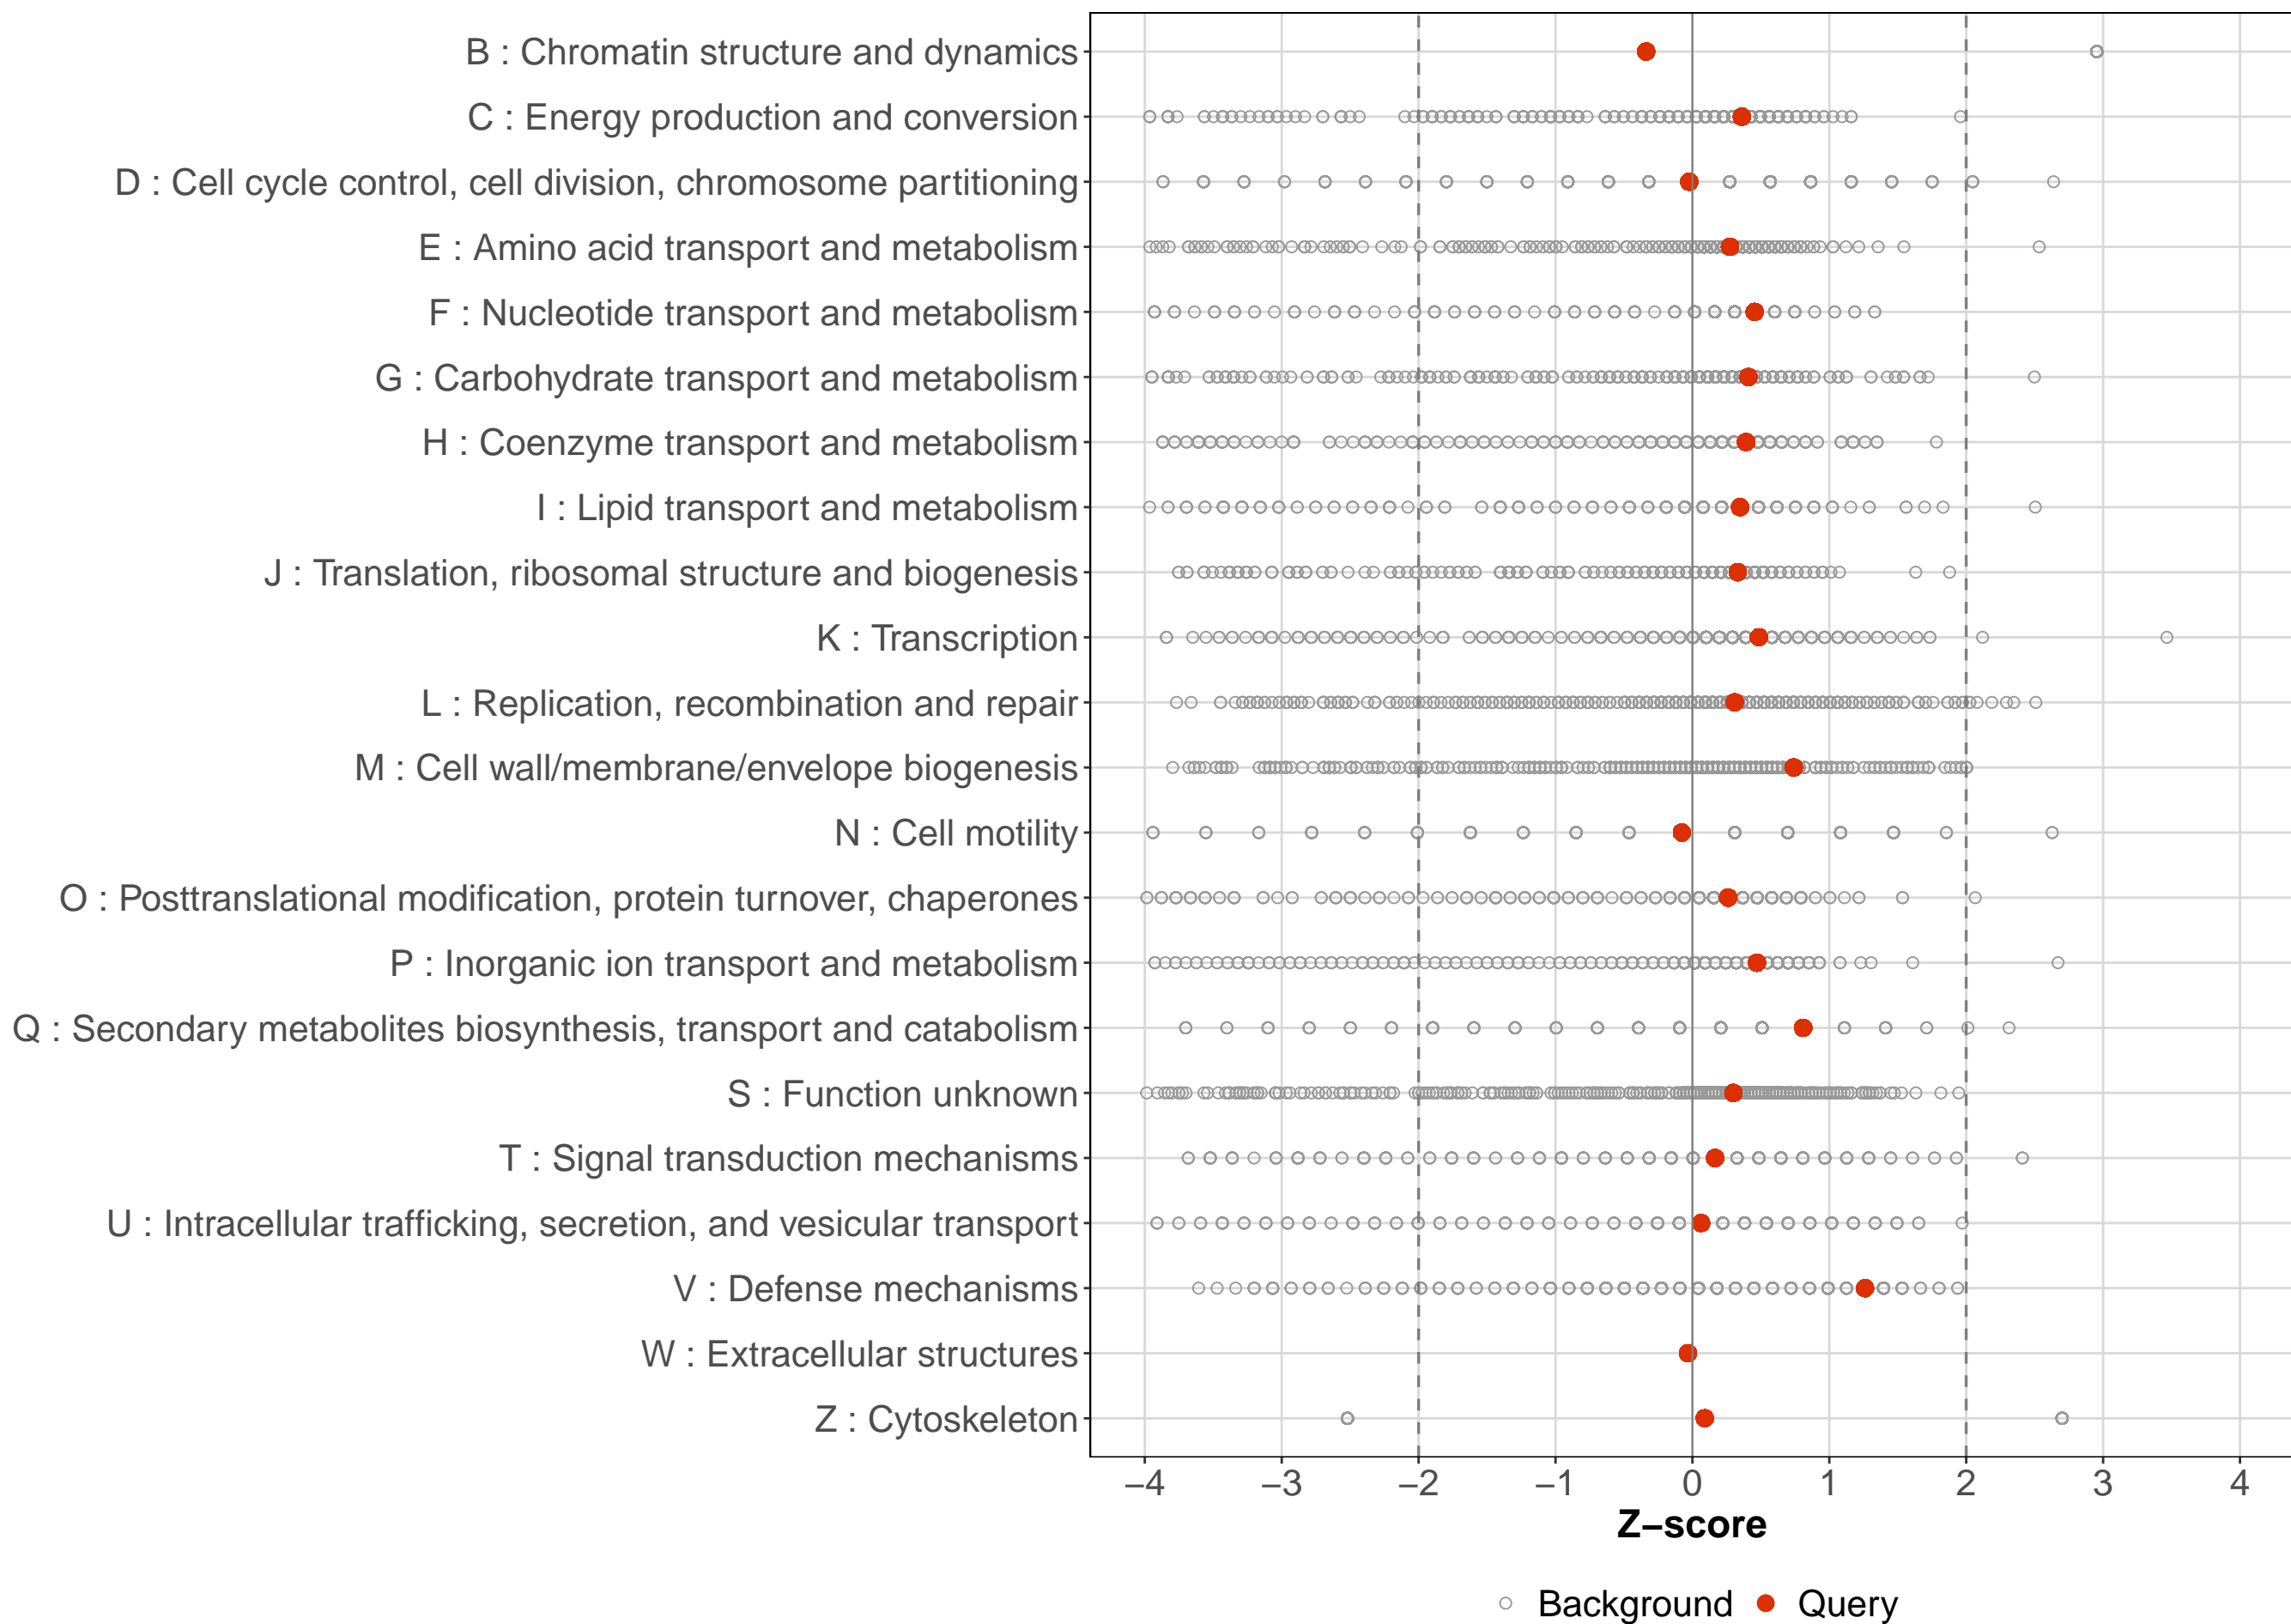 B : Chromatin structure and dynamics
C : Energy production and conversion
D : Cell cycle control, cell division, chromosome partitioning
E : Amino acid transport and metabolism
F : Nucleotide transport and metabolism
G : Carbohydrate transport and metabolism
H : Coenzyme transport and metabolism
I : Lipid transport and metabolism
J : Translation, ribosomal structure and biogenesis
K : Transcription
L : Replication, recombination and repair
M : Cell wall/membrane/envelope biogenesis
N : Cell motility
O : Posttranslational modification, protein turnover, chaperones
P : Inorganic ion transport and metabolism
Q : Secondary metabolites biosynthesis, transport and catabolism
S : Function unknown
T : Signal transduction mechanisms
U : Intracellular trafficking, secretion, and vesicular transport
V : Defense mechanisms
W : Extracellular structures
Z : Cytoskeleton
−4 −3 −2 −1 0 1 2 3 4
Z−score
Background Query